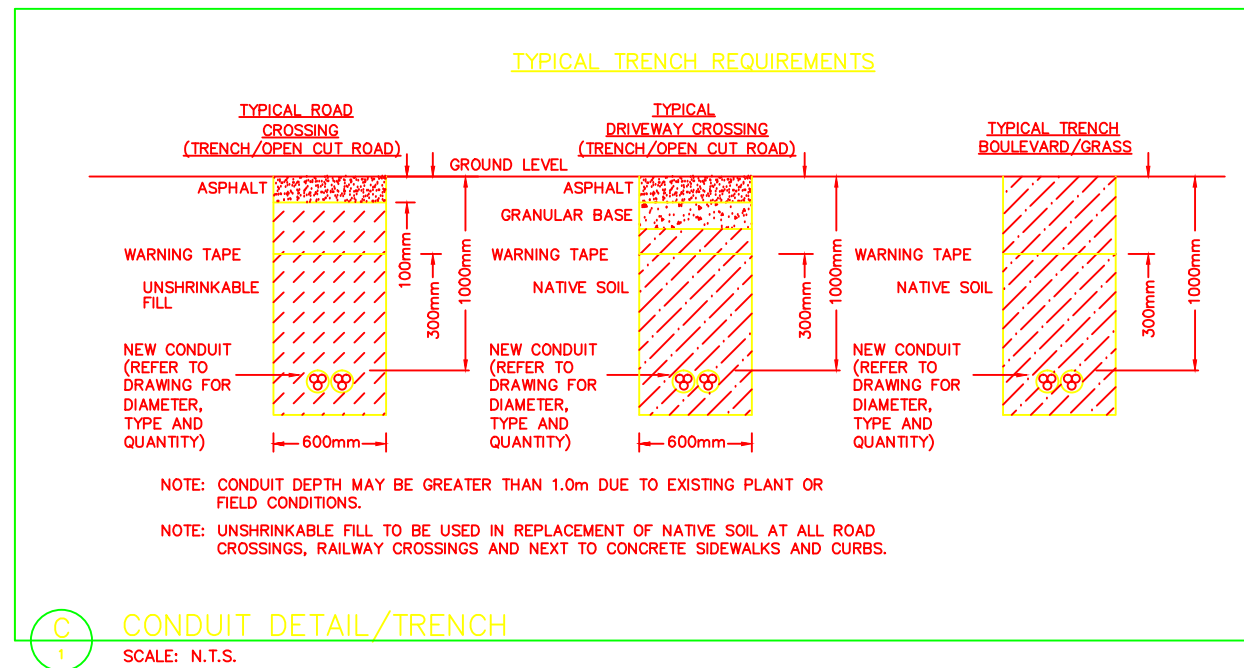 TYPICAL TRENCH REQUIREMENTS
TYPICAL ROAD
CROSSING
(TRENCH/OPEN CUT ROAD)
GROUND LEVEL
ASPHALT
WARNING TAPE
UNSHRINKABLE
FILL
NEW CONDUIT
(REFER TO
DRAWING FOR
DIAMETER,
TYPE AND
QUANTITY)
100mm
300mm
1000mm
600mm
TYPICAL
DRIVEWAY CROSSING
(TRENCH/OPEN CUT ROAD)
ASPHALT
GRANULAR BASE
WARNING TAPE
NATIVE SOIL
NEW CONDUIT
(REFER TO
DRAWING FOR
DIAMETER,
TYPE AND
QUANTITY)
300mm
1000mm
600mm
TYPICAL TRENCH
BOULEVARD/GRASS
WARNING TAPE
NATIVE SOIL
NEW CONDUIT
(REFER TO
DRAWING FOR
DIAMETER,
TYPE AND
QUANTITY)
300mm
1000mm
NOTE: CONDUIT DEPTH MAY BE GREATER THAN 1.0m DUE TO EXISTING PLANT OR
FIELD CONDITIONS.
NOTE: UNSHRINKABLE FILL TO BE USED IN REPLACEMENT OF NATIVE SOIL AT ALL ROAD
CROSSINGS, RAILWAY CROSSINGS AND NEXT TO CONCRETE SIDEWALKS AND CURBS.
C
1
CONDUIT DETAIL/TRENCH
SCALE: N.T.S.